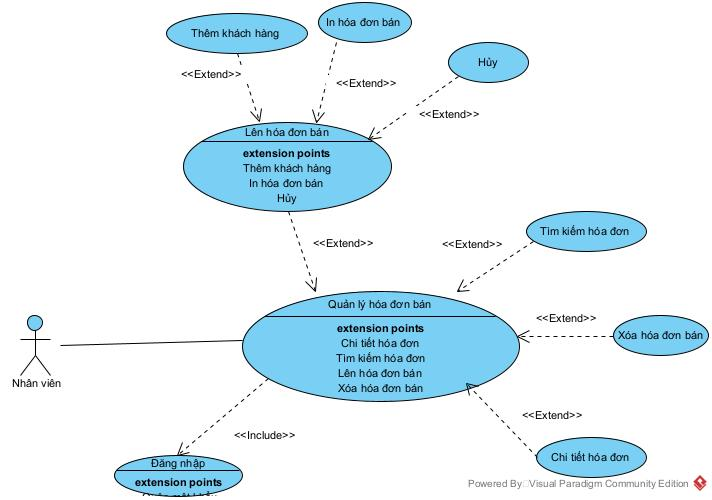 In hóa đơn bán
Thêm khách hàng
Hủy
<<Extend>>
<<Extend>>
<<Extend>>
Lên hóa đơn bán
extension points
Thêm khách hàng
In hóa đơn bán
Hủy
Tìm kiếm hóa đơn
<<Extend>>
<<Extend>>
Quản lý hóa đơn bán
<<Extend>>
extension points
Xóa hóa đơn bán
Chi tiết hóa đơn
Tìm kiếm hóa đơn
Lên hóa đơn bán
Nhân viên
Xóa hóa đơn bán
<<Extend>>
<<Include>>
Chi tiết hóa đơn
Đăng nhập
extension points
Powered By Visual Paradigm Community Edition